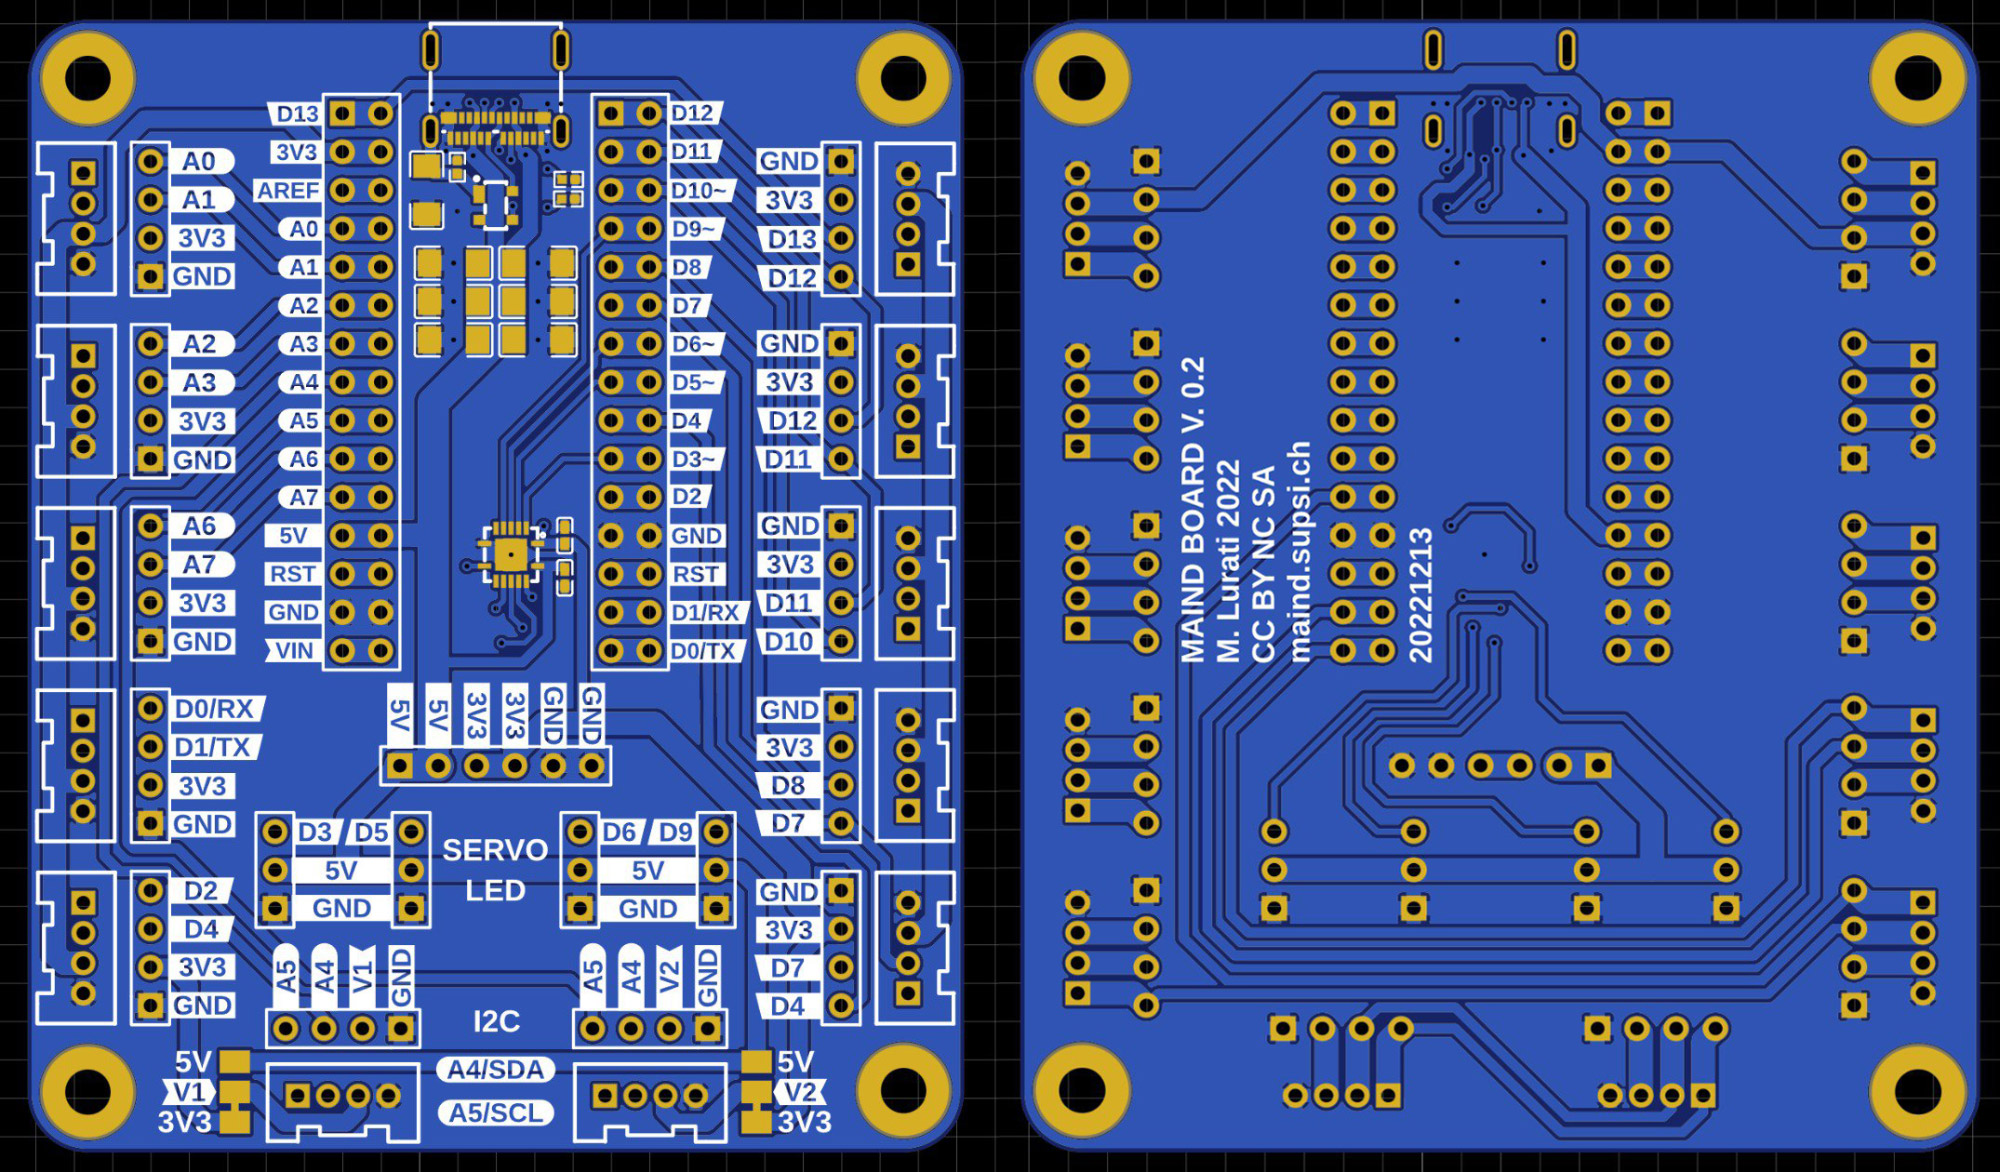 D13
3V3
AREF
A0
A1
A2
A3
A4
A5
A6
A7
5V
RST
GND
VIN
D12
D11
D10~
D9~
D8
D7
D6~
D5~
D4
D3~
D2
GND
RST
D1/RX
D0/TX
A0
A1
3V3
GND
A2
A3
3V3
GND
A6
A7
3V3
GND
D0/RX
D1/TX
3V3
GND
D2
D4
3V3
GND
GND
3V3
D13
D12
GND
3V3
D12
D11
GND
3V3
D11
D10
GND
3V3
D8
D7
GND
3V3
D7
D4
5V
5V
3V3
3V3
GND
GND
D3 / D5
5V
GND
SERVO
LED
D6 / D9
5V
GND
A5
A4
V1
GND
I2C
A5
A4
V2
GND
5V
V1
3V3
A4/SDA
A5/SCL
5V
V2
3V3
MAIND BOARD V. 0.2
M. Lurati 2022
CC BY NC SA
maind.supsi.ch
20221213